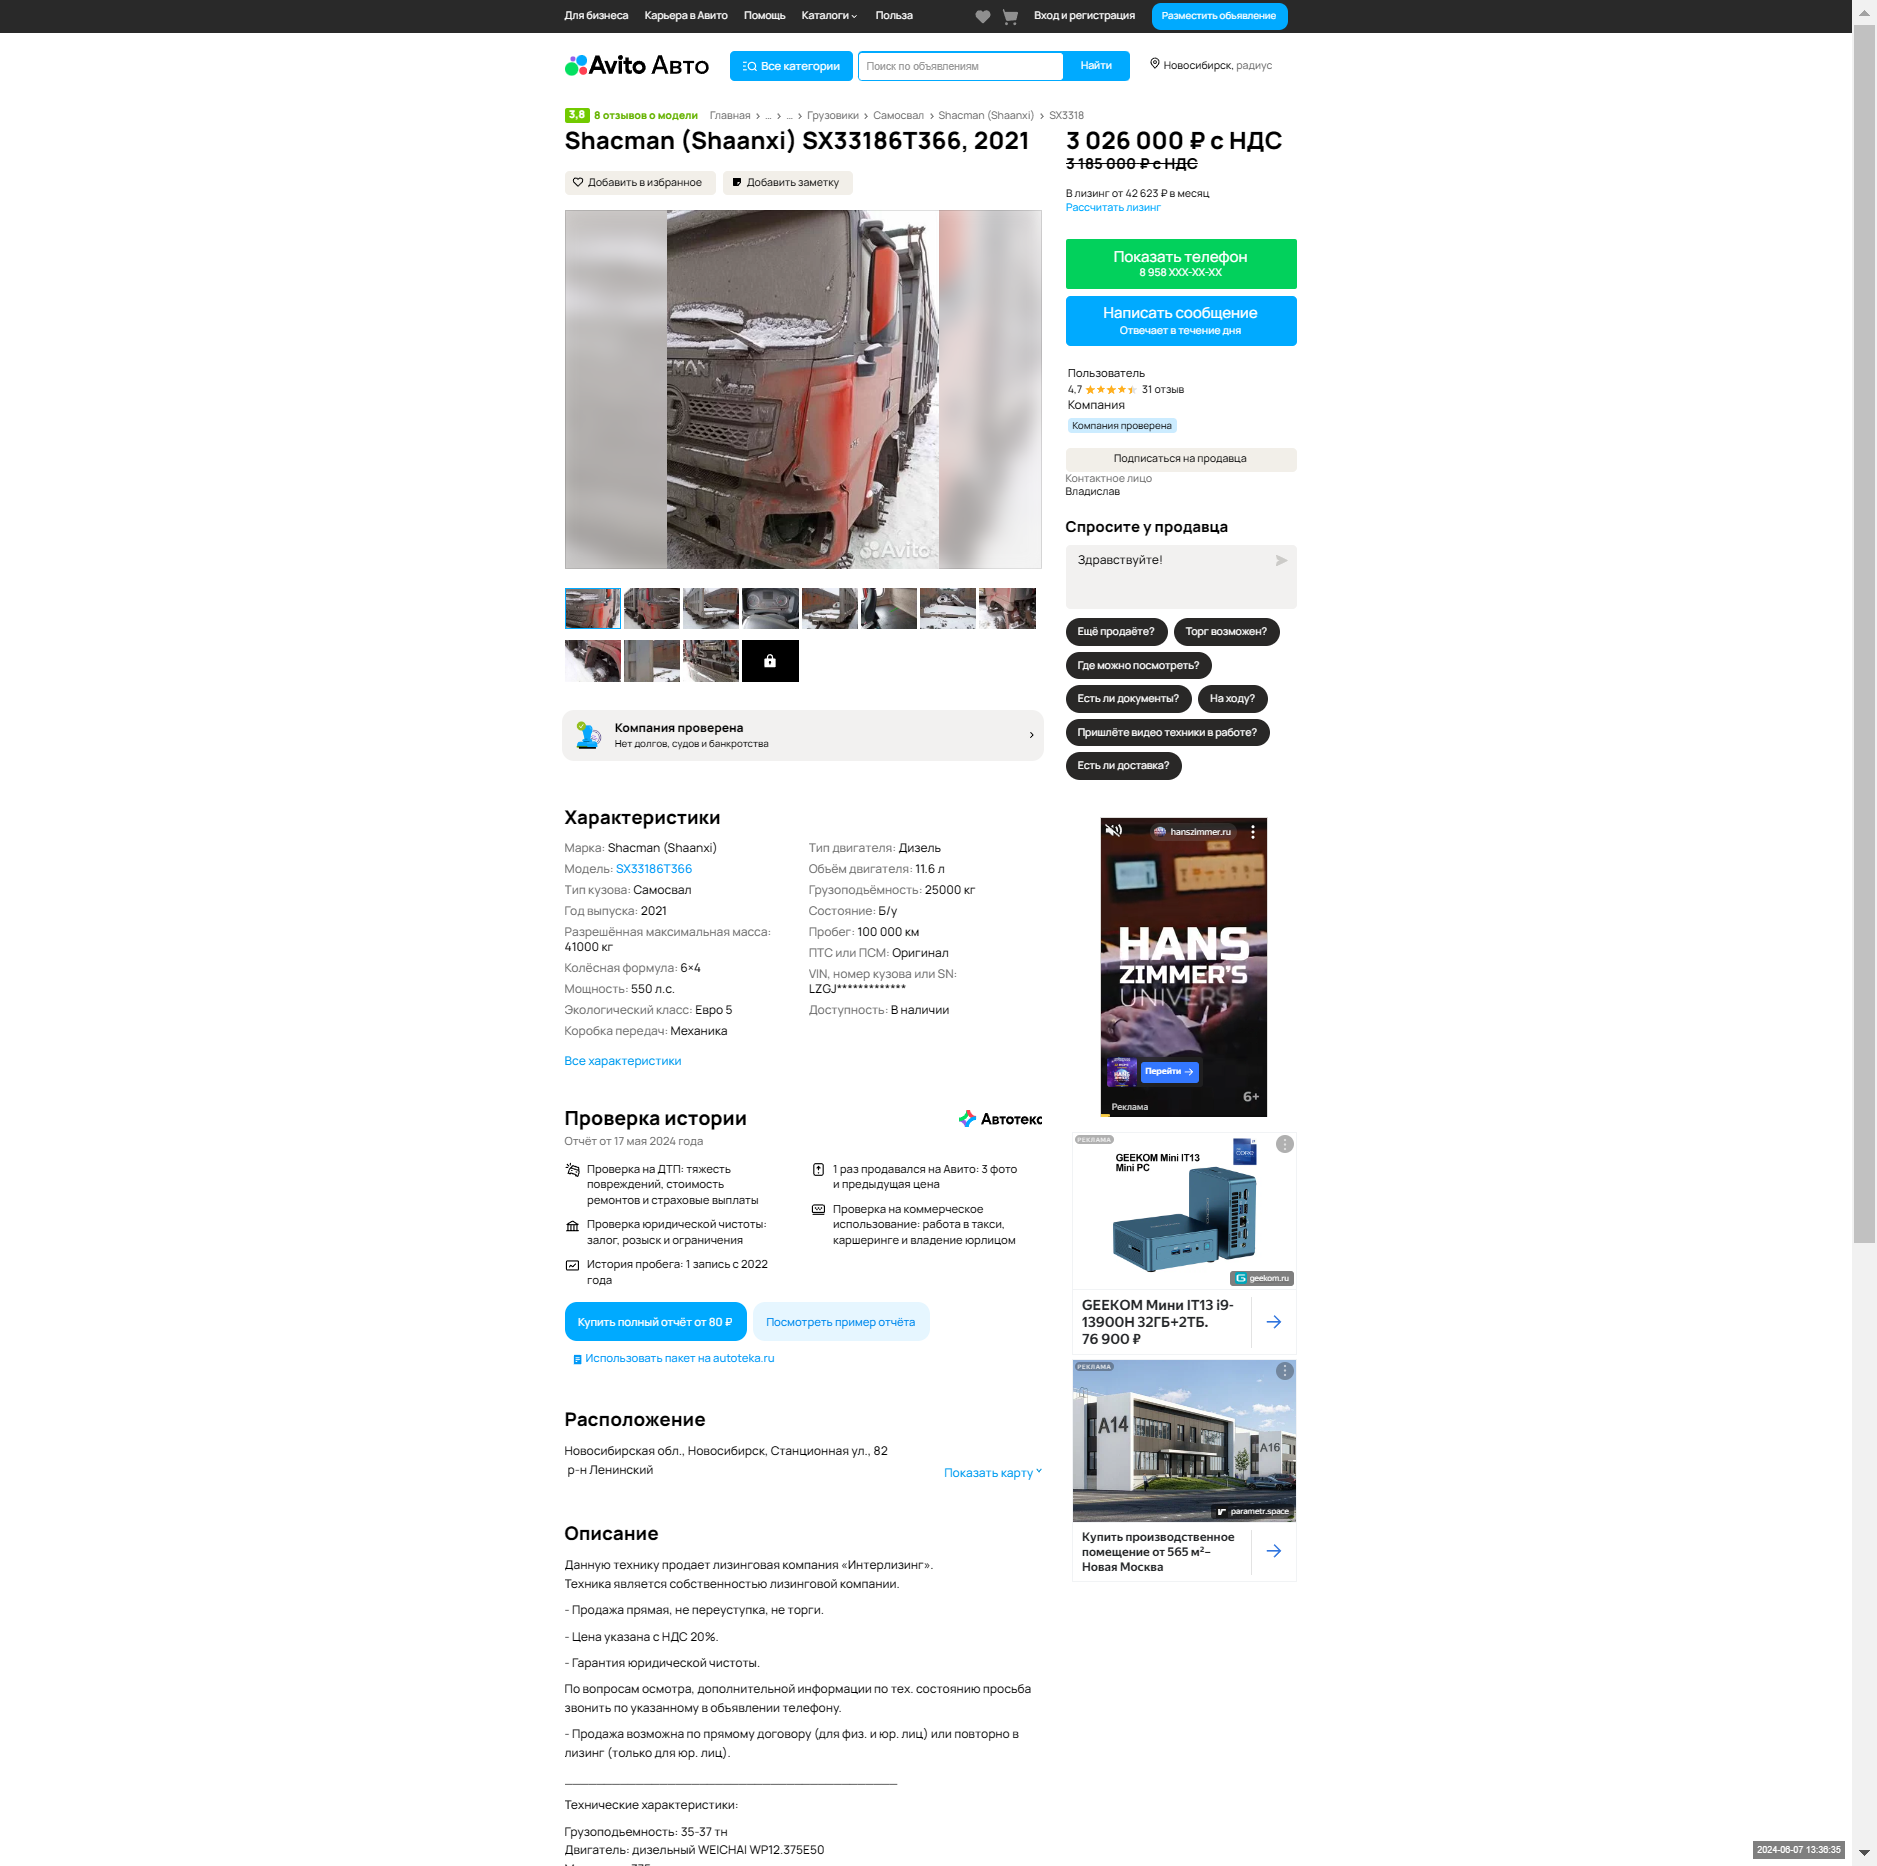 Для бизнеса Карьера в Авито Помощь Каталоги Польза Вход и регистрация Разместить объявление
Avito Авто Все категории Поиск по объявлениям Найти Новосибирск, радиус
3,8 8 отзывов о модели Главная › ... › ... › Грузовики › Самосвал › Shacman (Shaanxi) › SX3318
Shacman (Shaanxi) SX33186T366, 2021
Добавить в избранное Добавить заметку
Avito
Компания проверена
Нет долгов, судов и банкротства
Характеристики
Марка: Shacman (Shaanxi)
Модель: SX33186T366
Тип кузова: Самосвал
Год выпуска: 2021
Разрешённая максимальная масса:
41000 кг
Колёсная формула: 6×4
Мощность: 550 л.с.
Экологический класс: Евро 5
Коробка передач: Механика
Тип двигателя: Дизель
Объём двигателя: 11.6 л
Грузоподъёмность: 25000 кг
Состояние: Б/у
Пробег: 100 000 км
ПТС или ПСМ: Оригинал
VIN, номер кузова или SN:
LZGJ*************
Доступность: В наличии
Все характеристики
Проверка истории
Автотека
Отчёт от 17 мая 2024 года
Проверка на ДТП: тяжесть
повреждений, стоимость
ремонтов и страховые выплаты
Проверка юридической чистоты:
залог, розыск и ограничения
История пробега: 1 запись с 2022
года
1 раз продавался на Авито: 3 фото
и предыдущая цена
Проверка на коммерческое
использование: работа в такси,
каршеринге и владение юрлицом
Купить полный отчёт от 80 ₽ Посмотреть пример отчёта
Использовать пакет на autoteka.ru
Расположение
Новосибирская обл., Новосибирск, Станционная ул., 82
р-н Ленинский
Показать карту
Описание
Данную технику продает лизинговая компания «Интерлизинг».
Техника является собственностью лизинговой компании.
- Продажа прямая, не переуступка, не торги.
- Цена указана с НДС 20%.
- Гарантия юридической чистоты.
По вопросам осмотра, дополнительной информации по тех. состоянию просьба
звонить по указанному в объявлении телефону.
- Продажа возможна по прямому договору (для физ. и юр. лиц) или повторно в
лизинг (только для юр. лиц).
Технические характеристики:
Грузоподъемность: 35-37 тн
Двигатель: дизельный WEICHAI WP12.375E50
3 026 000 ₽ с НДС
3 185 000 ₽ с НДС
В лизинг от 42 623 ₽ в месяц
Рассчитать лизинг
Показать телефон
8 958 XXX-XX-XX
Написать сообщение
Отвечает в течение дня
Пользователь
4,7 31 отзыв
Компания
Компания проверена
Подписаться на продавца
Контактное лицо
Владислав
Спросите у продавца
Здравствуйте!
Ещё продаёте? Торг возможен?
Где можно посмотреть?
Есть ли документы? На ходу?
Пришлёте видео техники в работе?
Есть ли доставка?
hanszimmer.ru
HANS
ZIMMER'S
UNIVERSE
Перейти
6+
Реклама
РЕКЛАМА
GEEKOM Mini IT13
Mini PC
CORE
geekom.ru
GEEKOM Мини IT13 i9-
13900H 32ГБ+2ТБ.
76 900 ₽
РЕКЛАМА
A14
A16
parametr.space
Купить производственное
помещение от 565 м²–
Новая Москва
2024-06-07 13:36:35